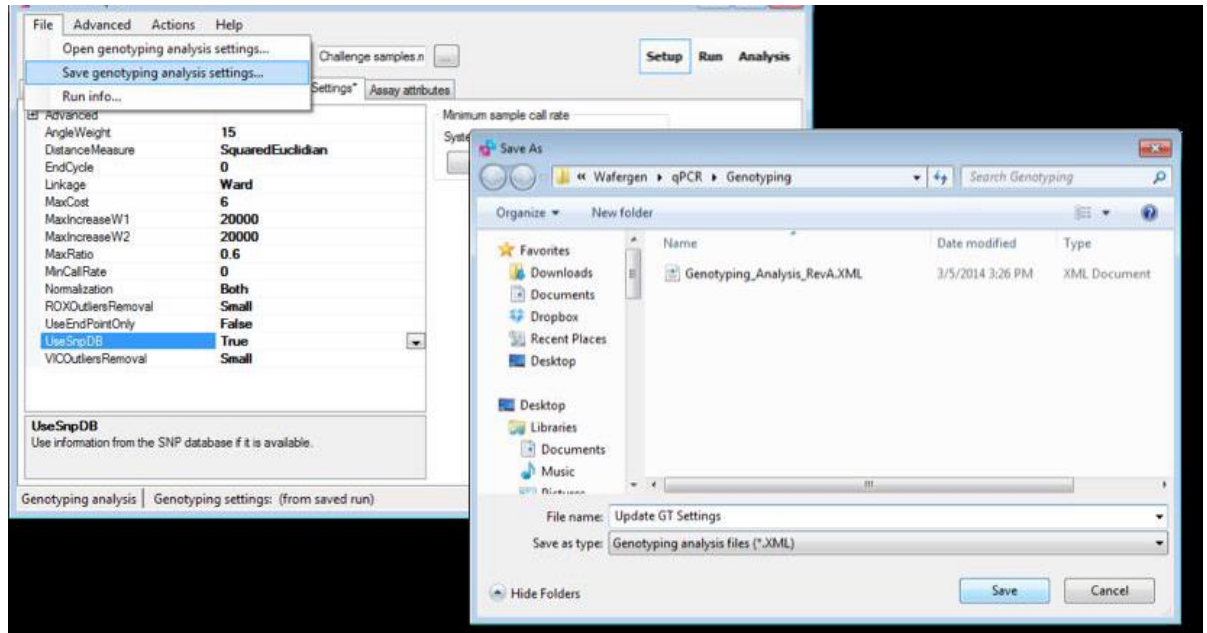 File Advanced Actions Help
Open genotyping analysis settings...
Challenge samples.n ...
Setup Run Analysis
Save genotyping analysis settings...
Run info...
Settings* Assay attributes
Advanced
Minimum sample call rate
AngleWeight 15
Syste
DistanceMeasure SquaredEuclidian
EndCycle 0
Linkage Ward
MaxCost 6
MaxIncreaseW1 20000
MaxIncreaseW2 20000
MaxRatio 0.6
MinCallRate 0
Normalization Both
ROXOutliersRemoval Small
UseEndPointOnly False
UseSnpDB True
VICOutliersRemoval Small
UseSnpDB
Use information from the SNP database if it is available.
Genotyping analysis Genotyping settings: (from saved run)
Save As
« Wafergen qPCR Genotyping
Search Genotyping
Organize New folder
Name Date modified Type
Genotyping_Analysis_RevA.XML 3/5/2014 3:26 PM XML Document
Favorites
Downloads
Documents
Dropbox
Recent Places
Desktop
Desktop
Libraries
Documents
Music
Pictures
File name: Update GT Settings
Save as type: Genotyping analysis files (*.XML)
Hide Folders
Save Cancel